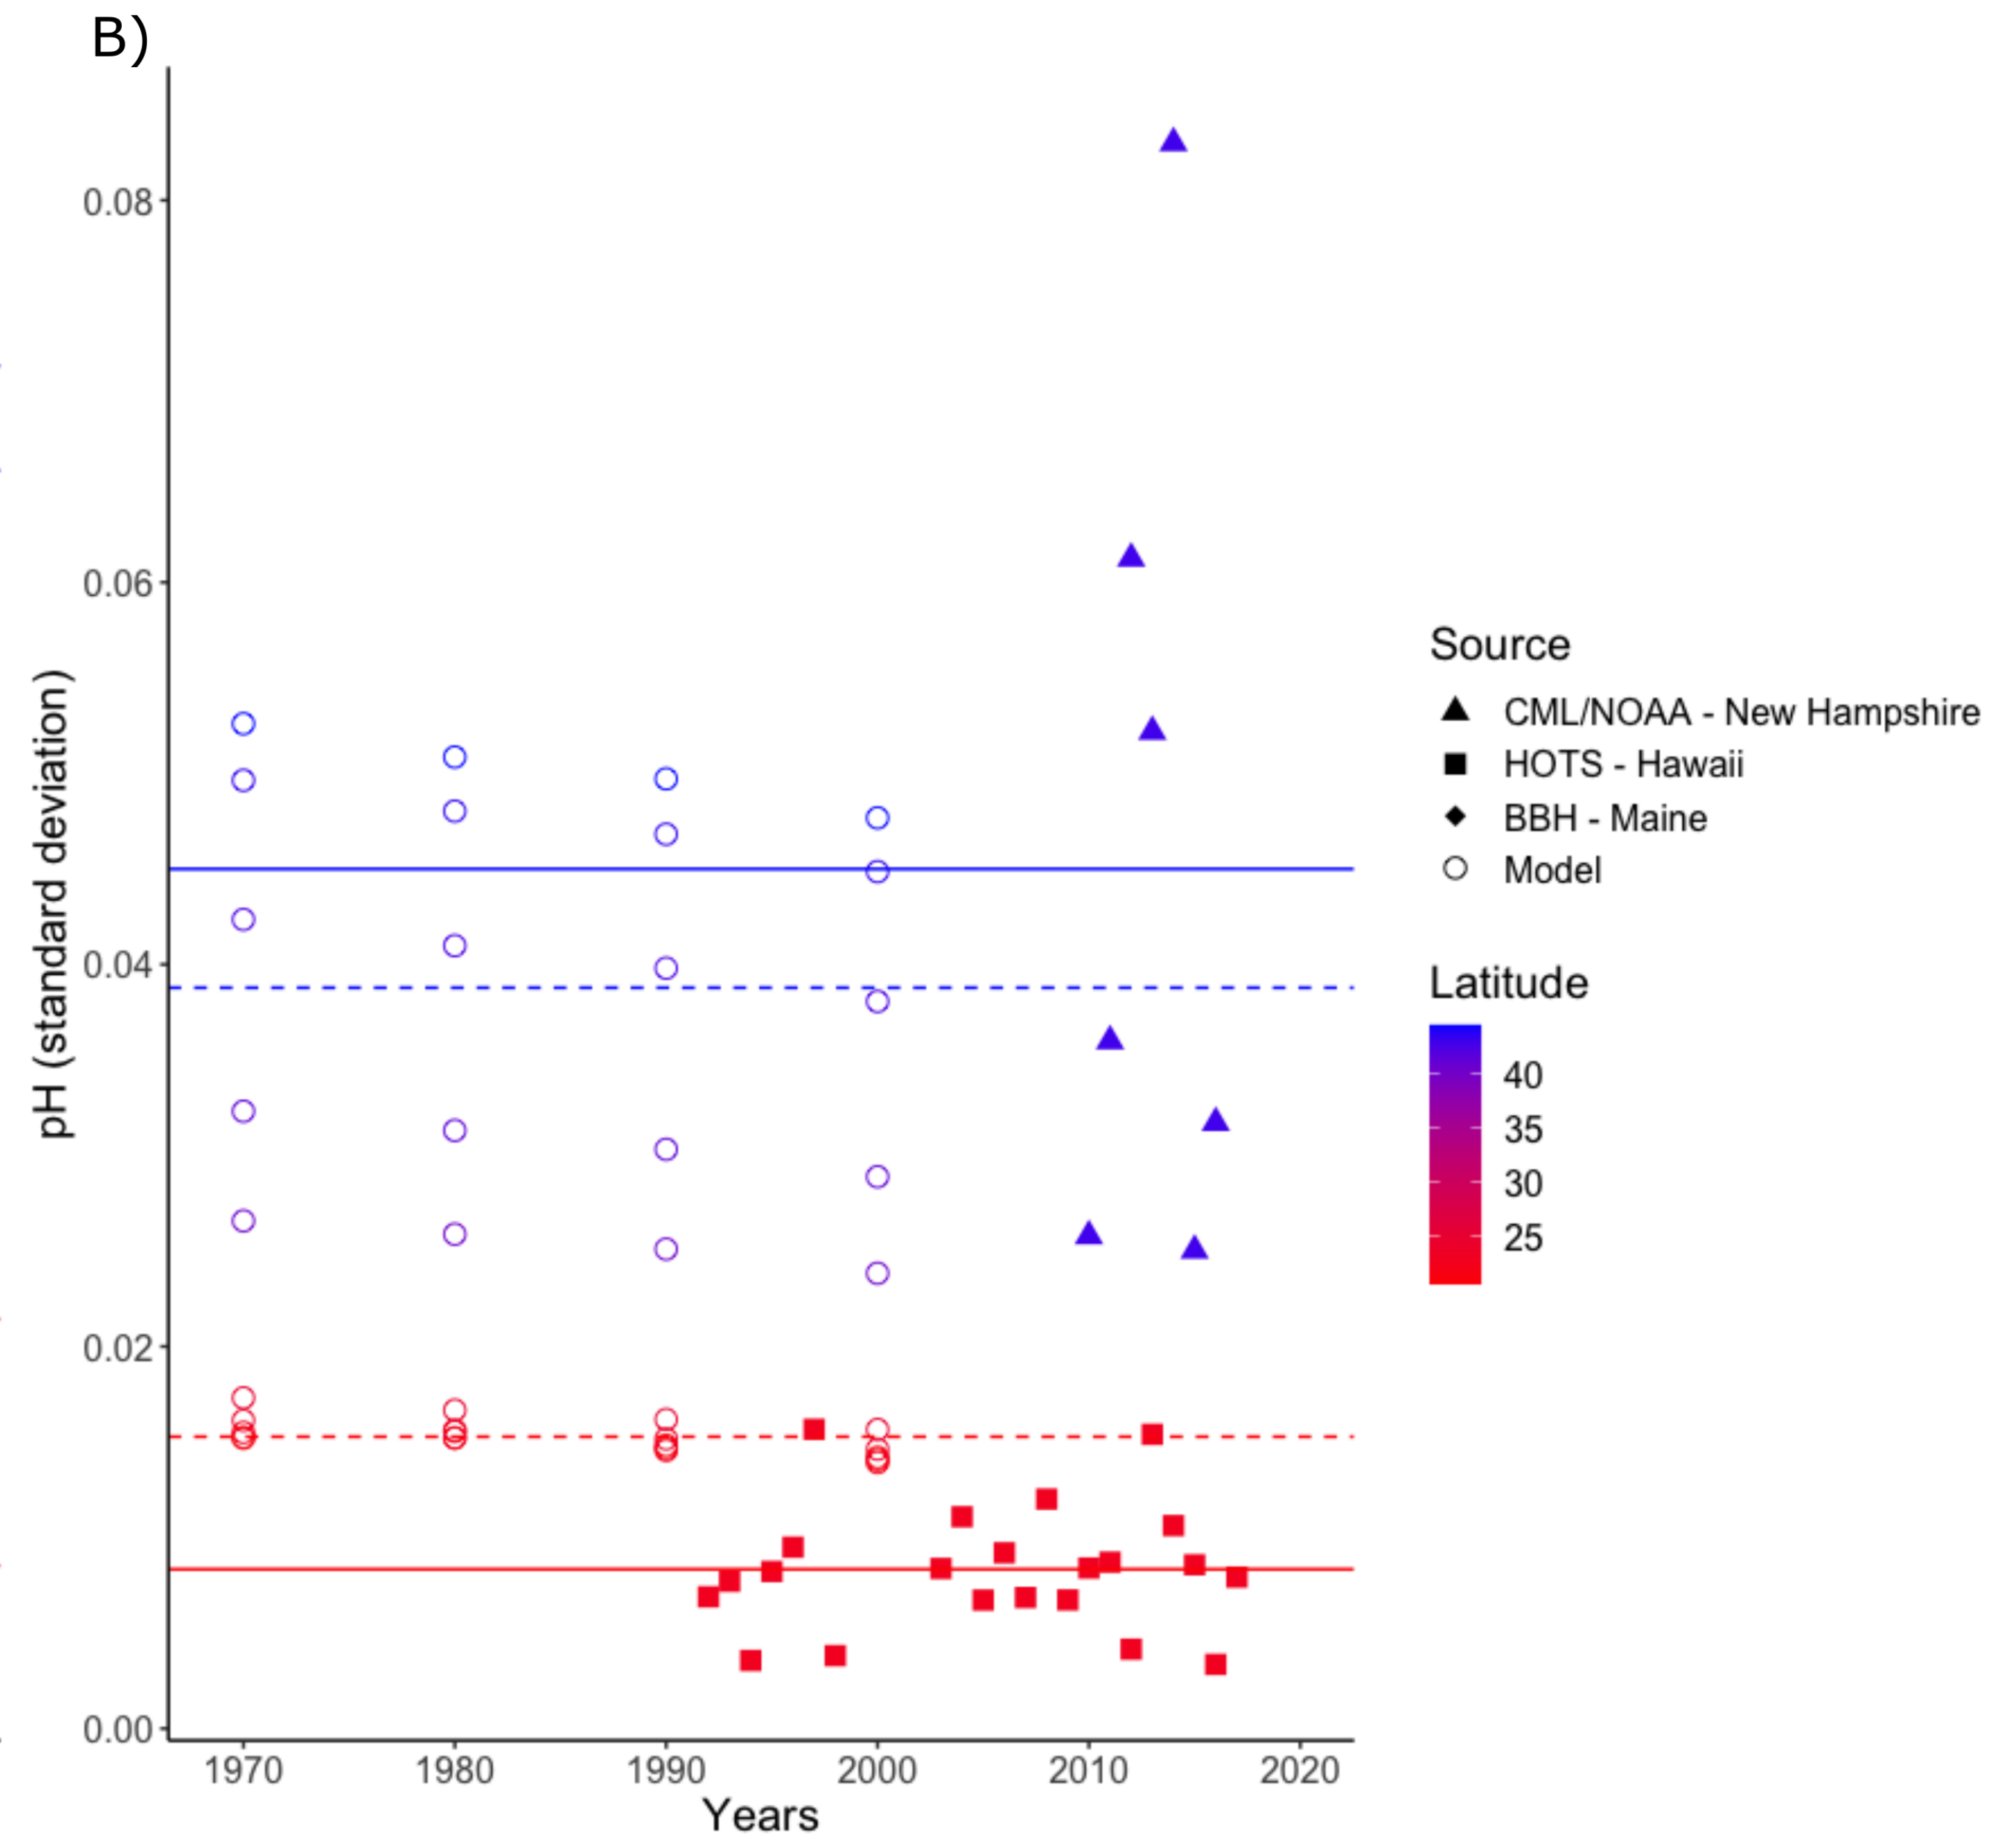 B)
0.08
0.06
0.04
0.02
0.00
pH (standard deviation)
1970 1980 1990 2000 2010 2020
Years
Source
CML/NOAA - New Hampshire
HOTS - Hawaii
BBH - Maine
Model
Latitude
40
35
30
25